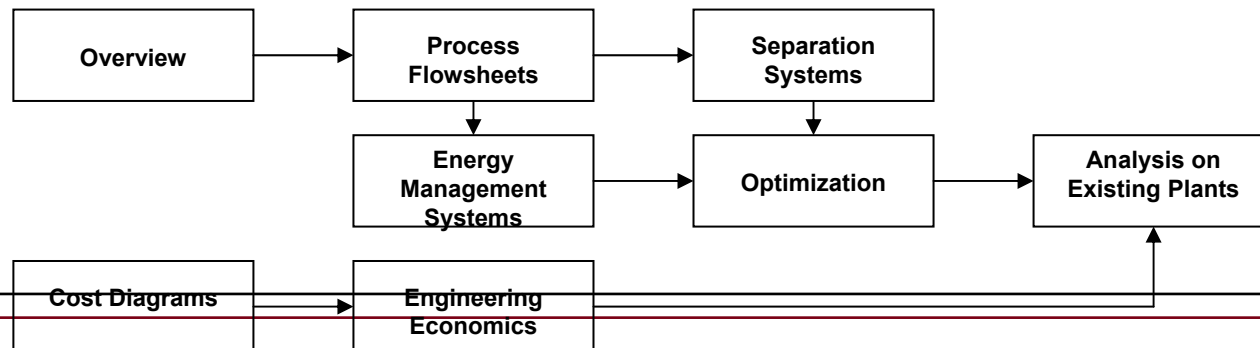 Overview
Process
Flowsheets
Separation
Systems
Energy
Management
Systems
Optimization
Analysis on
Existing Plants
Cost Diagrams
Engineering
Economics